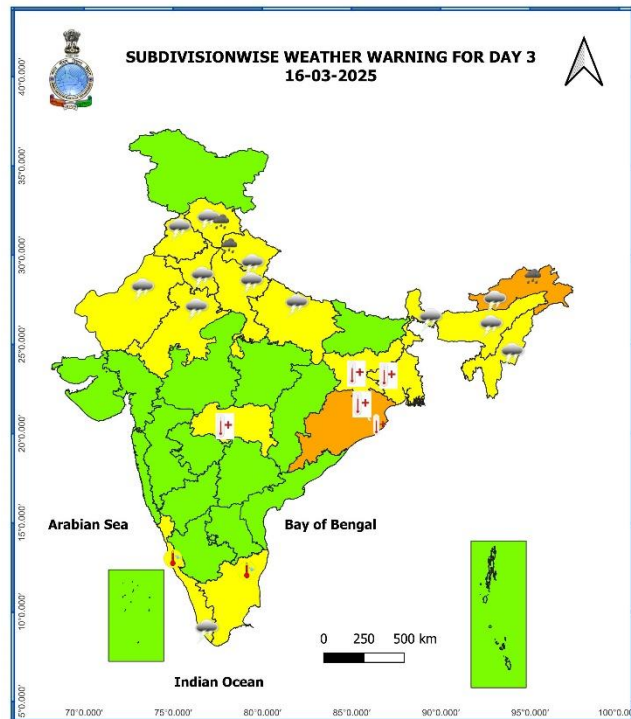 SUBDIVISIONWISE WEATHER WARNING FOR DAY 3
16-03-2025
40°0.000'
35°0.000'
30°0.000'
25°0.000'
20°0.000'
15°0.000'
10°0.000'
5°0.000'
Arabian Sea
Bay of Bengal
0 250 500 km
Indian Ocean
70°0.000' 75°0.000' 80°0.000' 85°0.000' 90°0.000' 95°0.000' 100°0.000